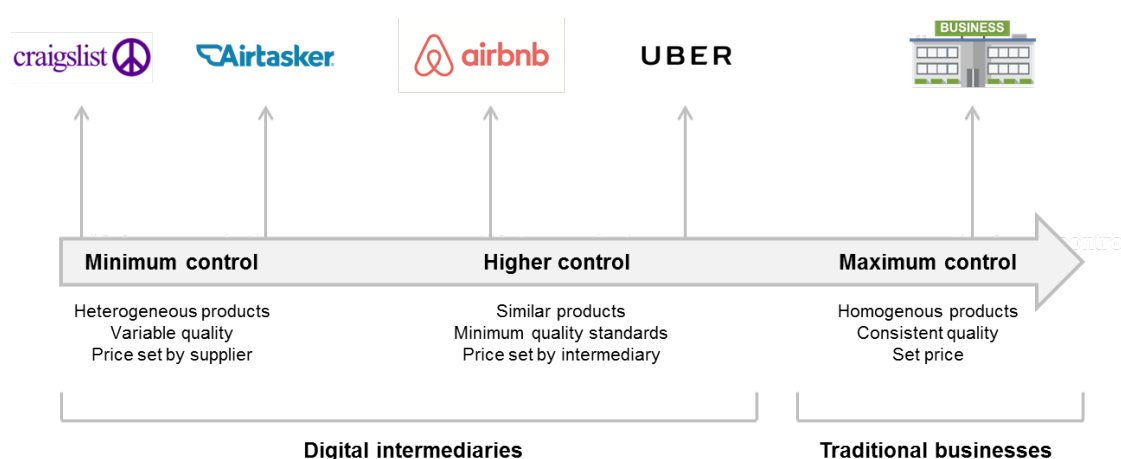 craigslist
Airtasker
airbnb
UBER
BUSINESS
Minimum control
Higher control
Maximum control
Heterogeneous products
Variable quality
Price set by supplier
Similar products
Minimum quality standards
Price set by intermediary
Homogenous products
Consistent quality
Set price
Digital intermediaries
Traditional businesses